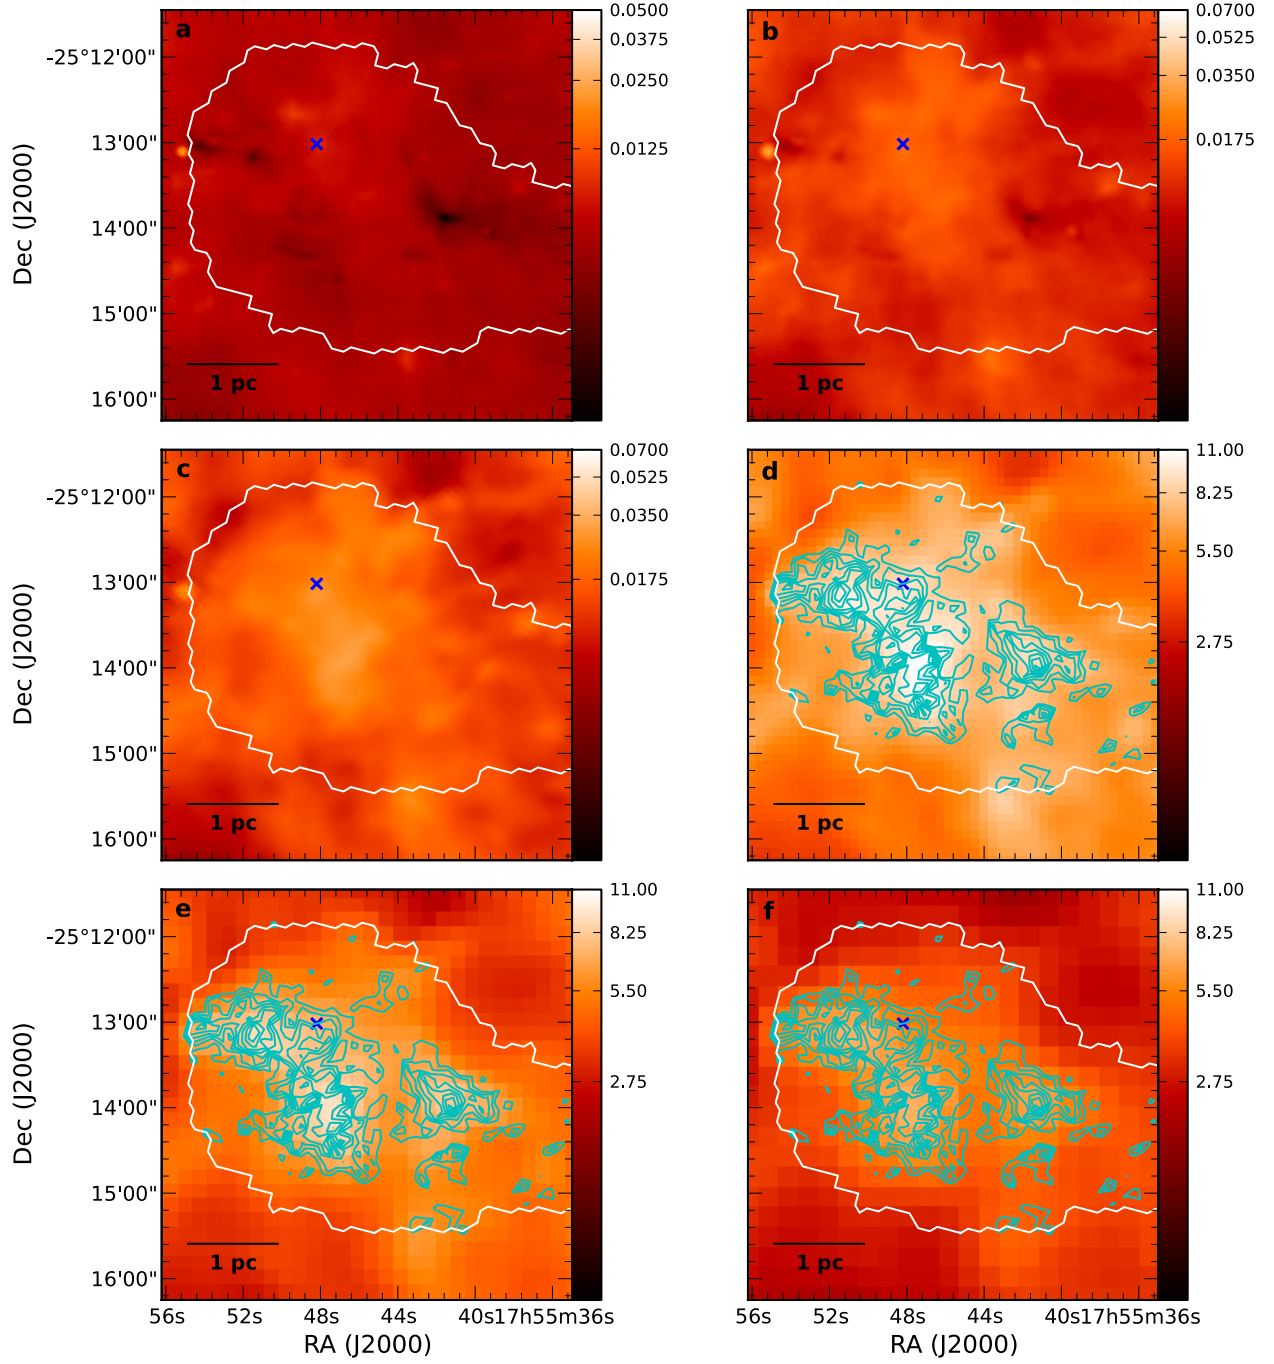 a
0.0500
0.0375
0.0250
0.0125
-25°12'00"
13'00"
14'00"
15'00"
16'00"
Dec (J2000)
1 pc
b
0.0700
0.0525
0.0350
0.0175
1 pc
c
0.0700
0.0525
0.0350
0.0175
-25°12'00"
13'00"
14'00"
15'00"
16'00"
Dec (J2000)
1 pc
d
11.00
8.25
5.50
2.75
1 pc
e
11.00
8.25
5.50
2.75
-25°12'00"
13'00"
14'00"
15'00"
16'00"
Dec (J2000)
1 pc
56s 52s 48s 44s 40s17h55m36s
RA (J2000)
f
11.00
8.25
5.50
2.75
1 pc
56s 52s 48s 44s 40s17h55m36s
RA (J2000)